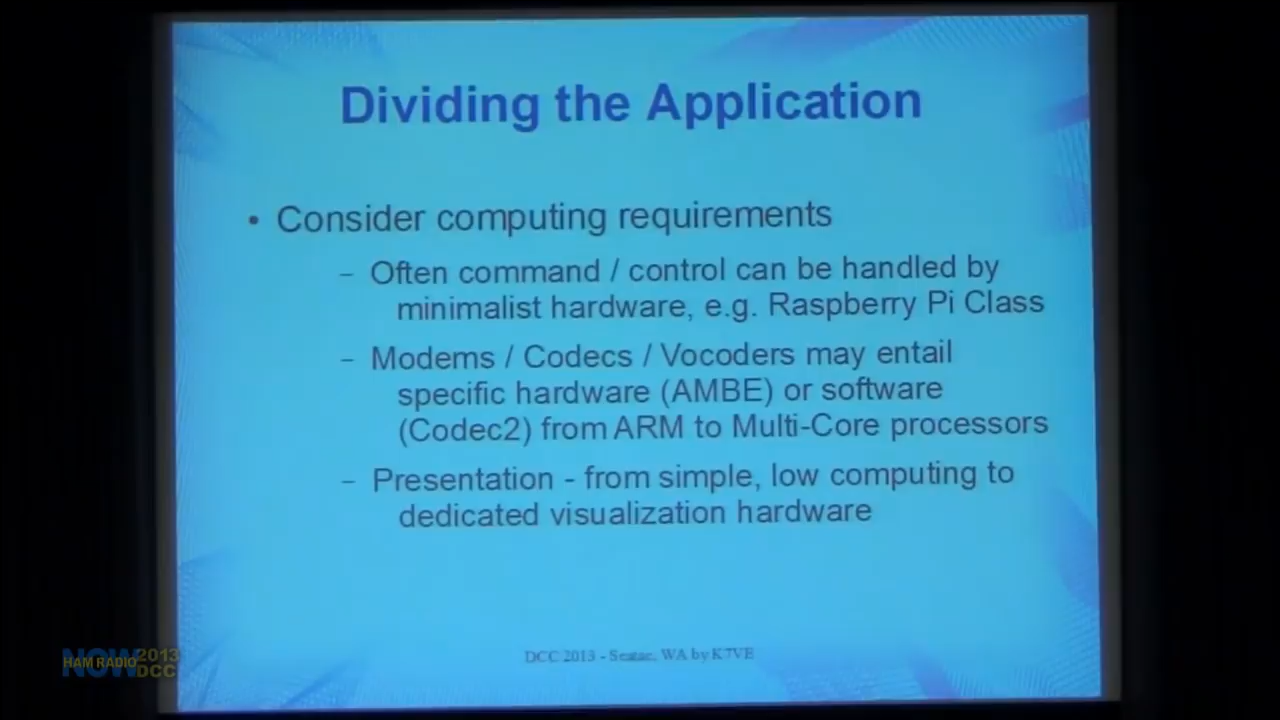 Dividing the Application
• Consider computing requirements
– Often command / control can be handled by
minimalist hardware, e.g. Raspberry Pi Class
– Modems / Codecs / Vocoders may entail
specific hardware (AMBE) or software
(Codec2) from ARM to Multi-Core processors
– Presentation - from simple, low computing to
dedicated visualization hardware
DCC 2013 - Seatac, WA by K7VE
HAM RADIO NOW 2013
DCC